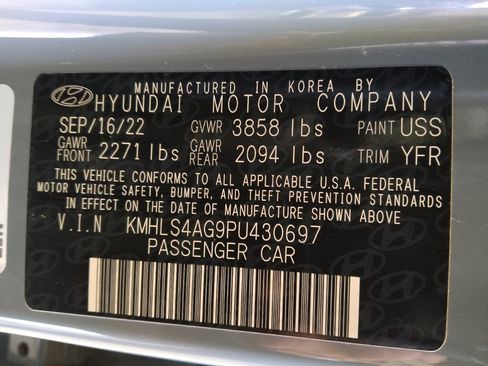 MANUFACTURED IN KOREA BY
HYUNDAI MOTOR COMPANY
SEP/16/22 GVWR 3858 lbs PAINT USS
GAWR FRONT 2271 lbs GAWR REAR 2094 lbs TRIM YFR
THIS VEHICLE CONFORMS TO ALL APPLICABLE U.S.A. FEDERAL
MOTOR VEHICLE SAFETY, BUMPER, AND THEFT PREVENTION STANDARDS
IN EFFECT ON THE DATE OF MANUFACTURE SHOWN ABOVE
V.I.N KMHLS4AG9PU430697
PASSENGER CAR